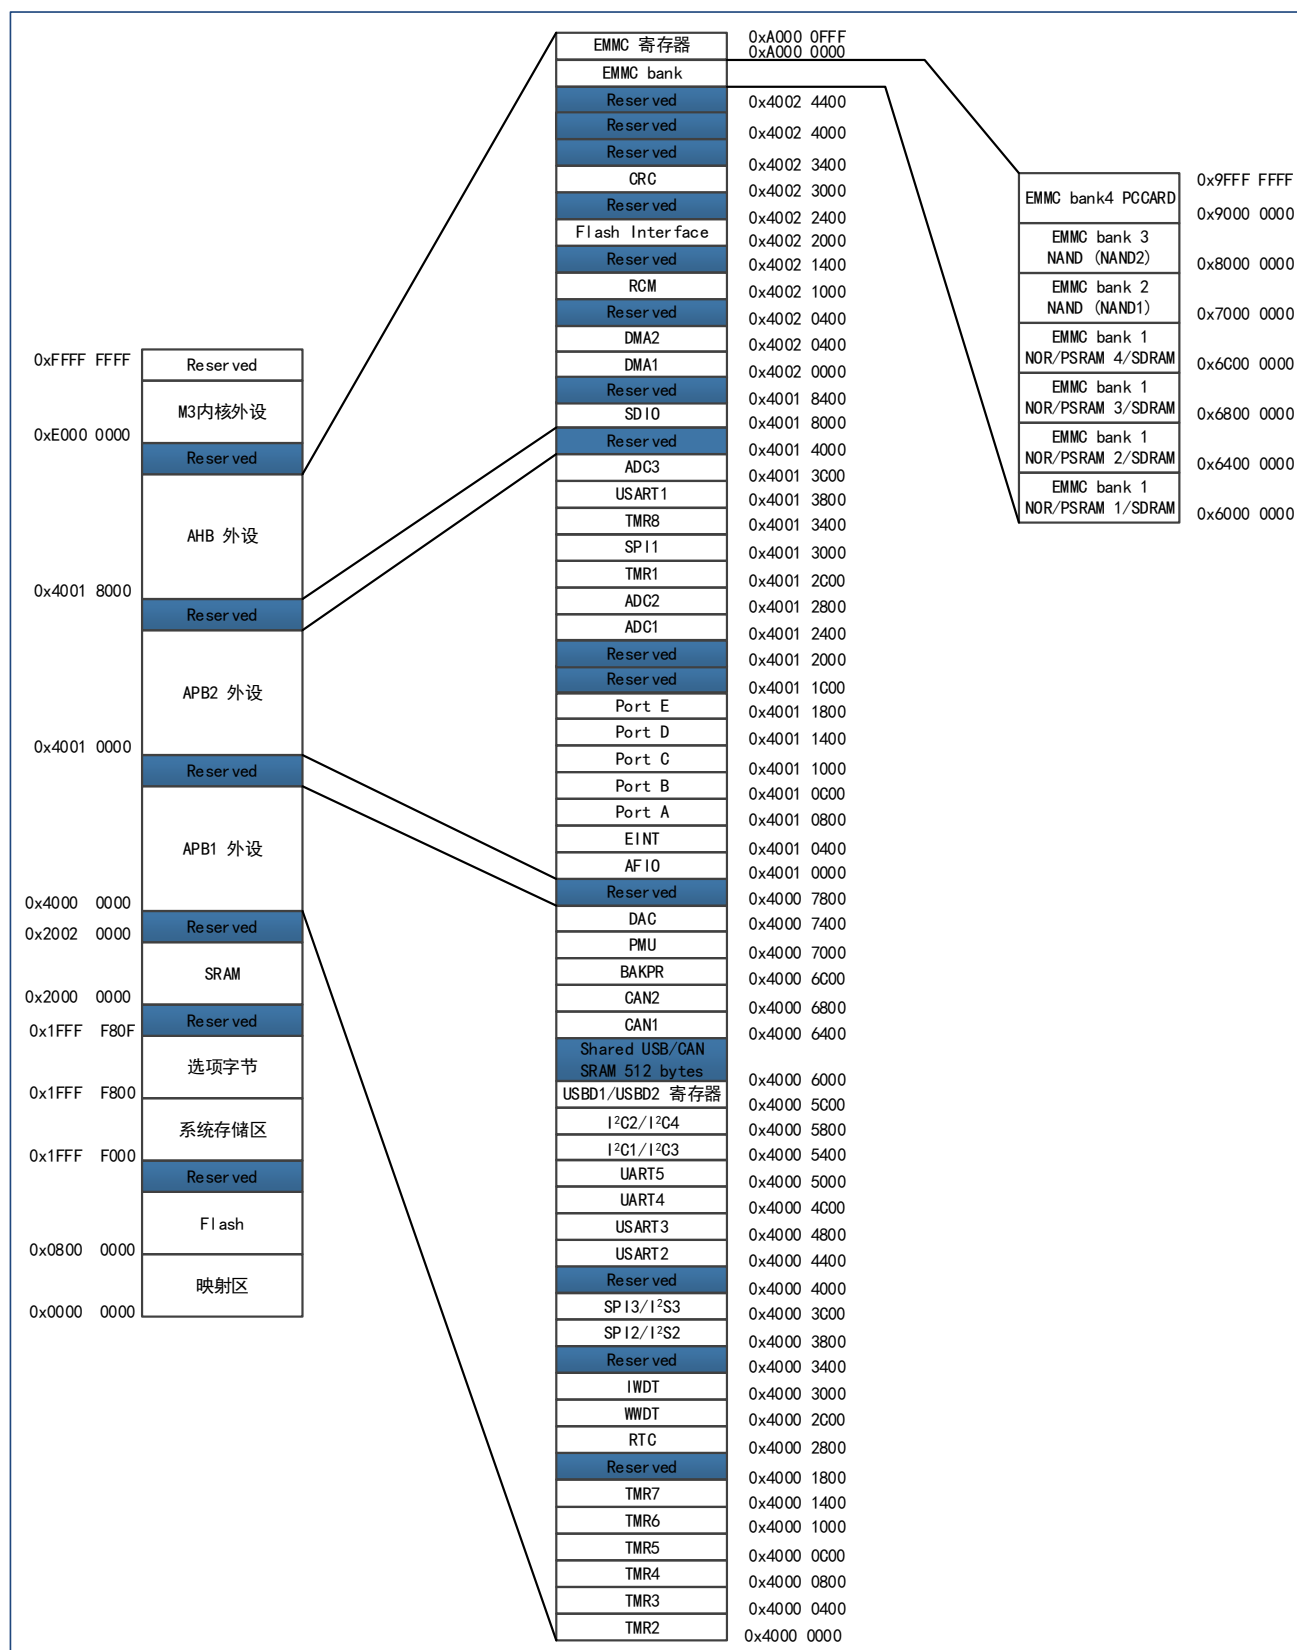 0xFFFF FFFF
Reserved
M3内核外设
0xE000 0000
Reserved
AHB 外设
0x4001 8000
Reserved
APB2 外设
0x4001 0000
Reserved
APB1 外设
0x4000 0000
Reserved
0x2002 0000
SRAM
0x2000 0000
Reserved
0x1FFF F80F
选项字节
0x1FFF F800
系统存储区
0x1FFF F000
Reserved
Flash
0x0800 0000
映射区
0x0000 0000
EMMC 寄存器
0xA000 0FFF
0xA000 0000
EMMC bank
Reserved
0x4002 4400
Reserved
0x4002 4000
Reserved
0x4002 3400
CRC
0x4002 3000
Reserved
0x4002 2400
Flash Interface
0x4002 2000
Reserved
0x4002 1400
RCM
0x4002 1000
Reserved
0x4002 0400
DMA2
0x4002 0400
DMA1
0x4002 0000
Reserved
0x4001 8400
SDIO
0x4001 8000
Reserved
0x4001 4000
ADC3
0x4001 3C00
USART1
0x4001 3800
TMR8
0x4001 3400
SPI1
0x4001 3000
TMR1
0x4001 2C00
ADC2
0x4001 2800
ADC1
0x4001 2400
Reserved
0x4001 2000
Reserved
0x4001 1C00
Port E
0x4001 1800
Port D
0x4001 1400
Port C
0x4001 1000
Port B
0x4001 0C00
Port A
0x4001 0800
EINT
0x4001 0400
AFIO
0x4001 0000
Reserved
0x4000 7800
DAC
0x4000 7400
PMU
0x4000 7000
BAKPR
0x4000 6C00
CAN2
0x4000 6800
CAN1
0x4000 6400
Shared USB/CAN
SRAM 512 bytes
0x4000 6000
USBD1/USBD2 寄存器
0x4000 5C00
I²C2/I²C4
0x4000 5800
I²C1/I²C3
0x4000 5400
UART5
0x4000 5000
UART4
0x4000 4C00
USART3
0x4000 4800
USART2
0x4000 4400
Reserved
0x4000 4000
SPI3/I²S3
0x4000 3C00
SPI2/I²S2
0x4000 3800
Reserved
0x4000 3400
IWDT
0x4000 3000
WWDT
0x4000 2C00
RTC
0x4000 2800
Reserved
0x4000 1800
TMR7
0x4000 1400
TMR6
0x4000 1000
TMR5
0x4000 0C00
TMR4
0x4000 0800
TMR3
0x4000 0400
TMR2
0x4000 0000
0x9FFF FFFF
EMMC bank4 PCCARD
0x9000 0000
EMMC bank 3
NAND (NAND2)
0x8000 0000
EMMC bank 2
NAND (NAND1)
0x7000 0000
EMMC bank 1
NOR/PSRAM 4/SDRAM
0x6C00 0000
EMMC bank 1
NOR/PSRAM 3/SDRAM
0x6800 0000
EMMC bank 1
NOR/PSRAM 2/SDRAM
0x6400 0000
EMMC bank 1
NOR/PSRAM 1/SDRAM
0x6000 0000